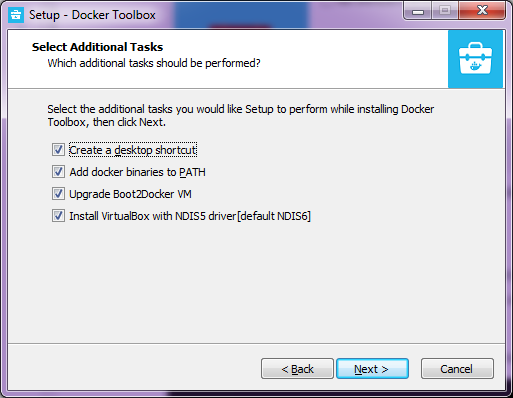 Setup - Docker Toolbox
Select Additional Tasks
Which additional tasks should be performed?
Select the additional tasks you would like Setup to perform while installing Docker
Toolbox, then click Next.
Create a desktop shortcut
Add docker binaries to PATH
Upgrade Boot2Docker VM
Install VirtualBox with NDIS5 driver[default NDIS6]
< Back
Next >
Cancel